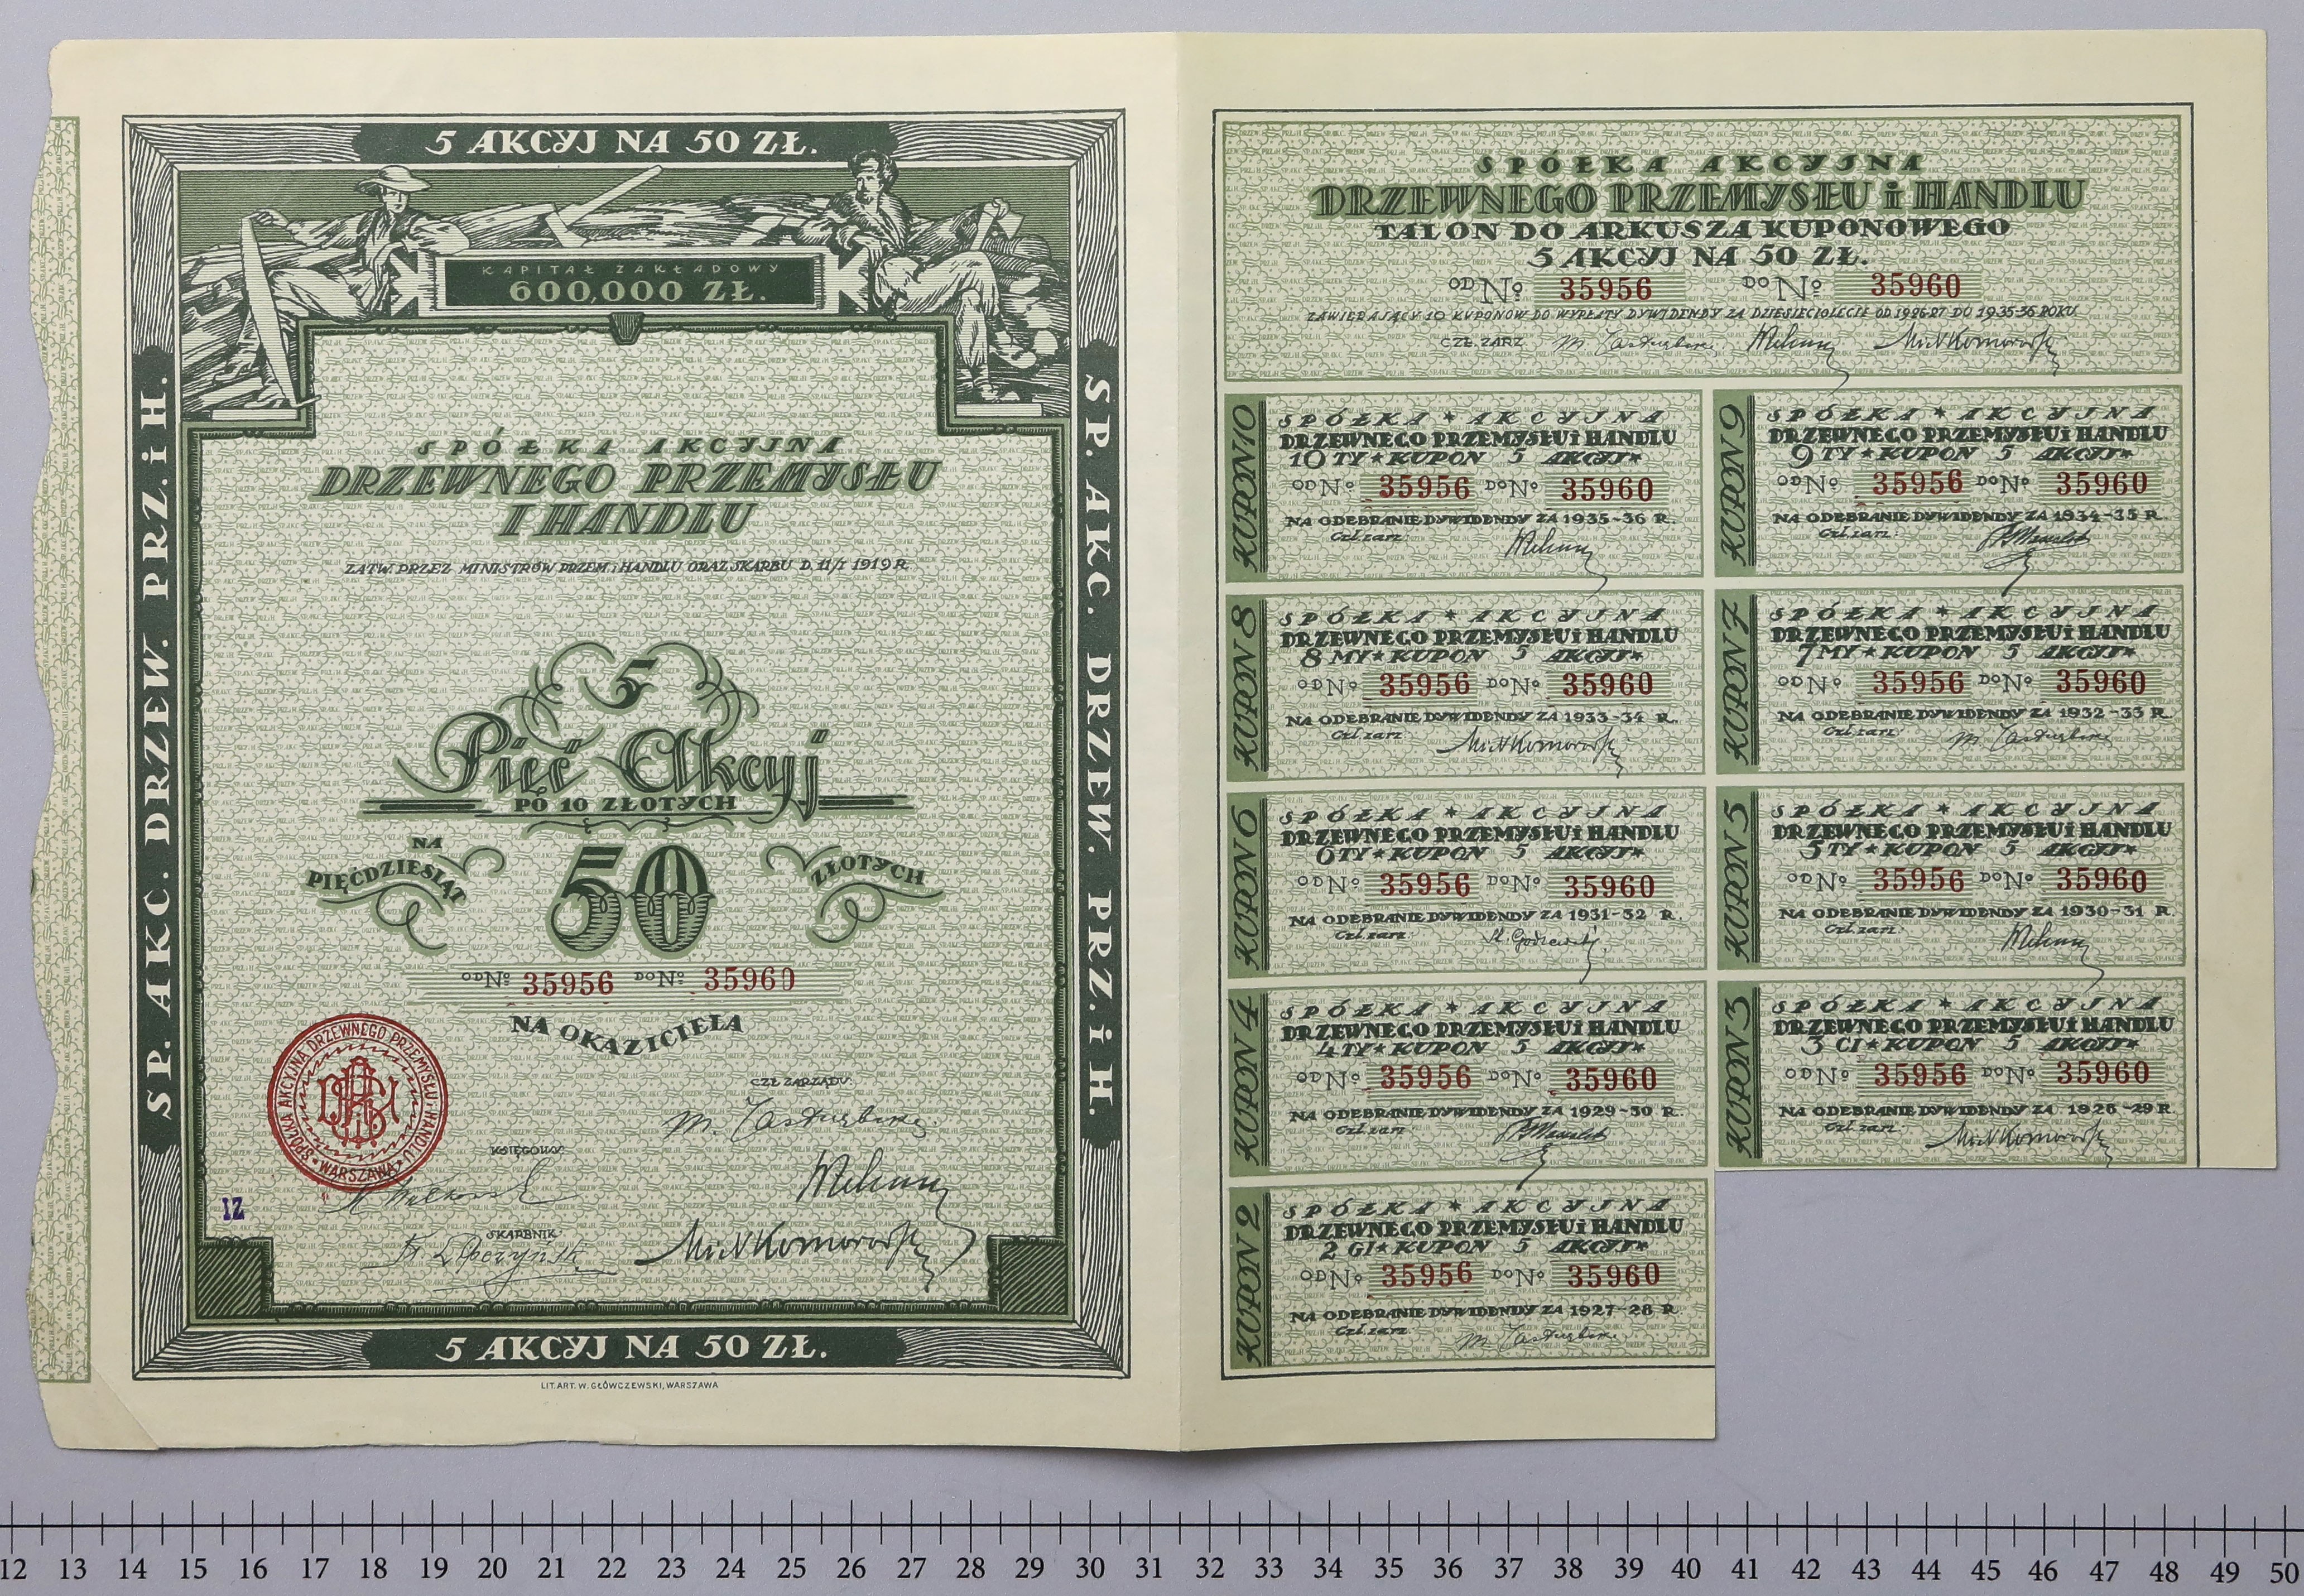 5 AKCYJ NA 50 ZŁ.
KAPITAŁ ZAKŁADOWY
600,000 ZŁ.
SP. AKC. DRZEW. PRZ. i H.
SP. AKC. DRZEW. PRZ. i H.
SPÓŁKA AKCYJNA
DRZEWNEGO PRZEMYSŁU
I HANDLU
ZATW. PRZEZ MINISTRÓW PRZEM. i HANDLU ORAZ SKARBU D. 11/I 1919 R.
5
Pięć Akcyj
PO 10 ZŁOTYCH
NA
PIĘĆDZIESIĄT
50
ZŁOTYCH
OD No 35956 DO No 35960
NA OKAZICIELA
SPÓŁKA AKCYJNA DRZEWNEGO PRZEMYSŁU i HANDLU
WARSZAWA
CZŁ. ZARZĄDU:
KSIĘGOWY:
SKARBNIK
IZ
5 AKCYJ NA 50 ZŁ.
LIT. ART. W. GŁÓWCZEWSKI, WARSZAWA
SPÓŁKA AKCYJNA
DRZEWNEGO PRZEMYSŁU i HANDLU
TALON DO ARKUSZA KUPONOWEGO
5 AKCYJ NA 50 ZŁ.
OD No 35956 DO No 35960
ZAWIERAJĄCY 10 KUPONÓW DO WYPŁATY DYWIDENDY ZA DZIESIĘCIOLECIE OD 1926-27 DO 1935-36 ROKU
CZŁ. ZARZ.
KUPON 10
SPÓŁKA * AKCYJNA
DRZEWNEGO PRZEMYSŁU i HANDLU
10 TY * KUPON 5 AKCYJ *
OD No 35956 DO No 35960
NA ODEBRANIE DYWIDENDY ZA 1935-36 R.
Czł. zarz.
KUPON 9
SPÓŁKA * AKCYJNA
DRZEWNEGO PRZEMYSŁU i HANDLU
9 TY * KUPON 5 AKCYJ *
OD No 35956 DO No 35960
NA ODEBRANIE DYWIDENDY ZA 1934-35 R.
Czł. zarz.
KUPON 8
SPÓŁKA * AKCYJNA
DRZEWNEGO PRZEMYSŁU i HANDLU
8 MY * KUPON 5 AKCYJ *
OD No 35956 DO No 35960
NA ODEBRANIE DYWIDENDY ZA 1933-34 R.
Czł. zarz.
KUPON 7
SPÓŁKA * AKCYJNA
DRZEWNEGO PRZEMYSŁU i HANDLU
7 MY * KUPON 5 AKCYJ *
OD No 35956 DO No 35960
NA ODEBRANIE DYWIDENDY ZA 1932-33 R.
Czł. zarz.
KUPON 6
SPÓŁKA * AKCYJNA
DRZEWNEGO PRZEMYSŁU i HANDLU
6 TY * KUPON 5 AKCYJ *
OD No 35956 DO No 35960
NA ODEBRANIE DYWIDENDY ZA 1931-32 R.
Czł. zarz.
KUPON 5
SPÓŁKA * AKCYJNA
DRZEWNEGO PRZEMYSŁU i HANDLU
5 TY * KUPON 5 AKCYJ *
OD No 35956 DO No 35960
NA ODEBRANIE DYWIDENDY ZA 1930-31 R.
Czł. zarz.
KUPON 4
SPÓŁKA * AKCYJNA
DRZEWNEGO PRZEMYSŁU i HANDLU
4 TY * KUPON 5 AKCYJ *
OD No 35956 DO No 35960
NA ODEBRANIE DYWIDENDY ZA 1929-30 R.
Czł. zarz.
KUPON 3
SPÓŁKA * AKCYJNA
DRZEWNEGO PRZEMYSŁU i HANDLU
3 CI * KUPON 5 AKCYJ *
OD No 35956 DO No 35960
NA ODEBRANIE DYWIDENDY ZA 1928-29 R.
Czł. zarz.
KUPON 2
SPÓŁKA * AKCYJNA
DRZEWNEGO PRZEMYSŁU i HANDLU
2 GI * KUPON 5 AKCYJ *
OD No 35956 DO No 35960
NA ODEBRANIE DYWIDENDY ZA 1927-28 R.
Czł. zarz.
12 13 14 15 16 17 18 19 20 21 22 23 24 25 26 27 28 29 30 31 32 33 34 35 36 37 38 39 40 41 42 43 44 45 46 47 48 49 50